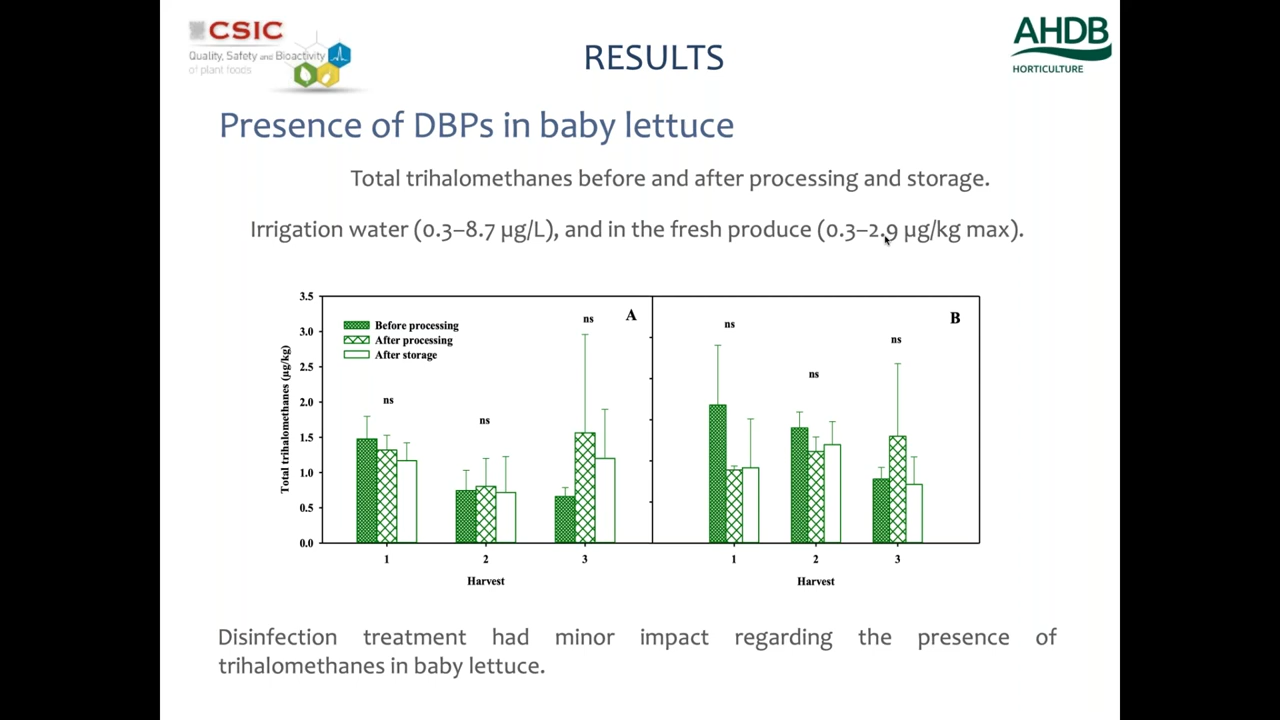 CSIC
Quality, Safety and Bioactivity
of plant foods
RESULTS
AHDB
HORTICULTURE
Presence of DBPs in baby lettuce
Total trihalomethanes before and after processing and storage.
Irrigation water (0.3–8.7 µg/L), and in the fresh produce (0.3–2.9 µg/kg max).
Total trihalomethanes (µg/kg)
3.5
3.0
2.5
2.0
1.5
1.0
0.5
0.0
Before processing
After processing
After storage
A
B
ns
ns
ns
ns
ns
ns
1
2
3
1
2
3
Harvest
Harvest
Disinfection treatment had minor impact regarding the presence of
trihalomethanes in baby lettuce.